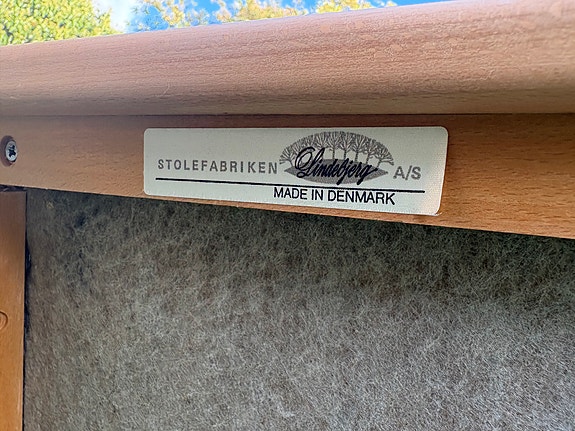 STOLEFABRIKEN Lindebjerg A/S
MADE IN DENMARK